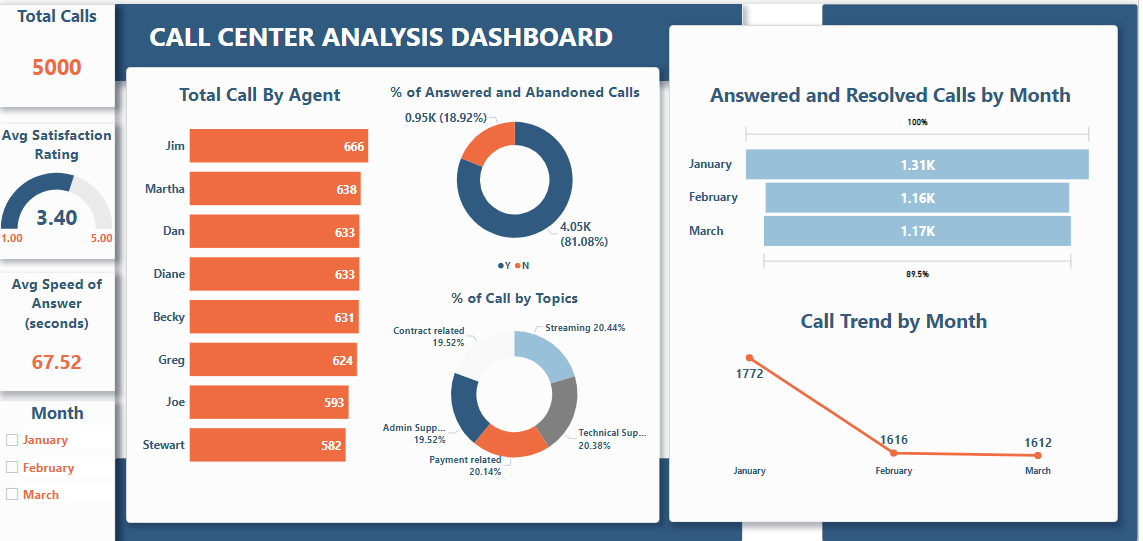 Total Calls
5000
Avg Satisfaction
Rating
3.40
1.00
5.00
Avg Speed of
Answer
(seconds)
67.52
Month
January
February
March
CALL CENTER ANALYSIS DASHBOARD
Total Call By Agent
Jim 666
Martha 638
Dan 633
Diane 633
Becky 631
Greg 624
Joe 593
Stewart 582
% of Answered and Abandoned Calls
0.95K (18.92%)
4.05K
(81.08%)
Y N
% of Call by Topics
Contract related
19.52%
Streaming 20.44%
Admin Supp...
19.52%
Technical Sup...
20.38%
Payment related
20.14%
Answered and Resolved Calls by Month
100%
January 1.31K
February 1.16K
March 1.17K
89.5%
Call Trend by Month
1772
1616
1612
January
February
March